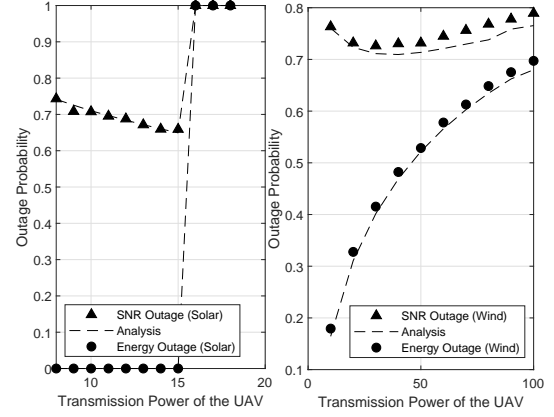 1
0.9
0.8
0.7
0.6
0.5
0.4
0.3
0.2
0.1
0
Outage Probability
SNR Outage (Solar)
Analysis
Energy Outage (Solar)
10 15 20
Transmission Power of the UAV
0.8
0.7
0.6
0.5
0.4
0.3
0.2
0.1
Outage Probability
SNR Outage (Wind)
Analysis
Energy Outage (Wind)
0 50 100
Transmission Power of the UAV